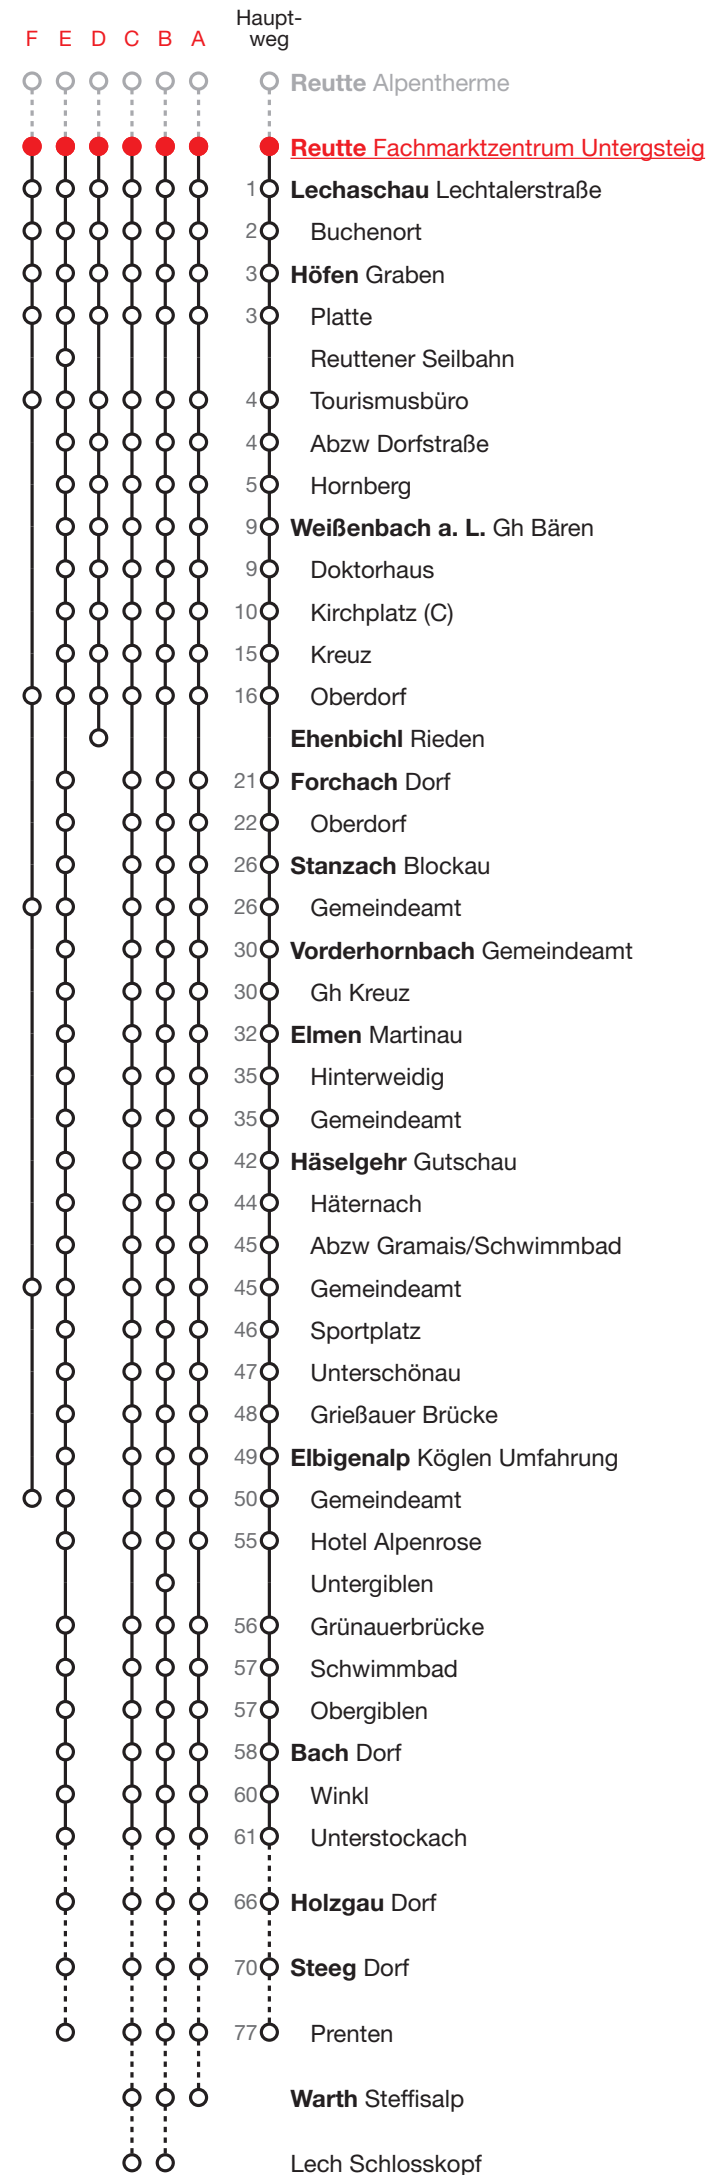 Haupt-
F E D C B A weg
Reutte Alpentherme
Reutte Fachmarktzentrum Untergsteig
1 Lechaschau Lechtalerstraße
2 Buchenort
3 Höfen Graben
3 Platte
Reuttener Seilbahn
4 Tourismusbüro
4 Abzw Dorfstraße
5 Hornberg
9 Weißenbach a. L. Gh Bären
9 Doktorhaus
10 Kirchplatz (C)
15 Kreuz
16 Oberdorf
Ehenbichl Rieden
21 Forchach Dorf
22 Oberdorf
26 Stanzach Blockau
26 Gemeindeamt
30 Vorderhornbach Gemeindeamt
30 Gh Kreuz
32 Elmen Martinau
35 Hinterweidig
35 Gemeindeamt
42 Häselgehr Gutschau
44 Häternach
45 Abzw Gramais/Schwimmbad
45 Gemeindeamt
46 Sportplatz
47 Unterschönau
48 Grießauer Brücke
49 Elbigenalp Köglen Umfahrung
50 Gemeindeamt
55 Hotel Alpenrose
Untergiblen
56 Grünauerbrücke
57 Schwimmbad
57 Obergiblen
58 Bach Dorf
60 Winkl
61 Unterstockach
66 Holzgau Dorf
70 Steeg Dorf
77 Prenten
Warth Steffisalp
Lech Schlosskopf